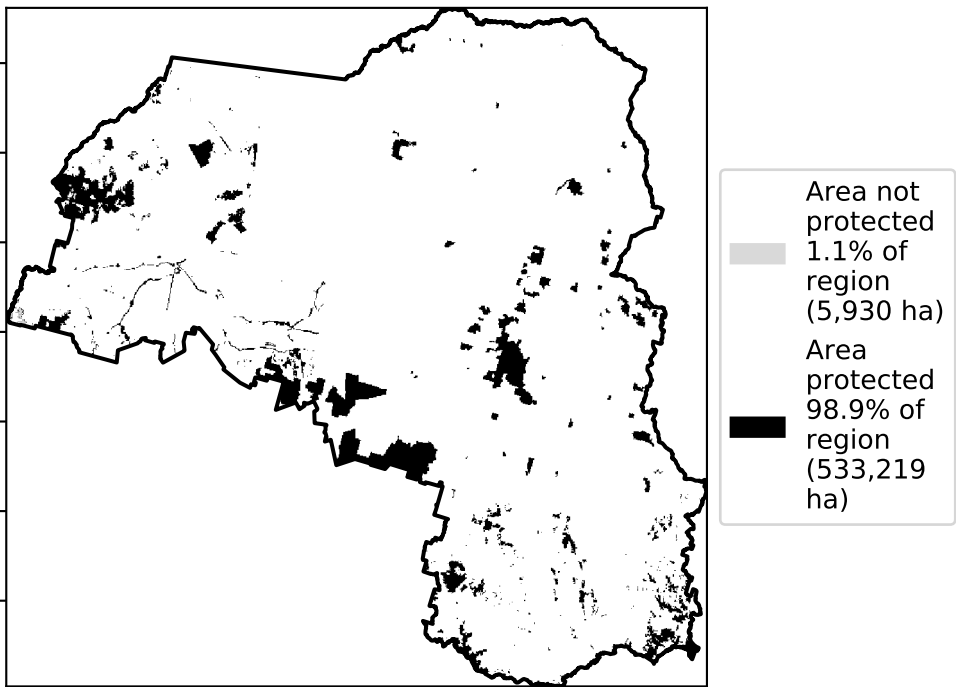 Area not
protected
1.1% of
region
(5,930 ha)
Area
protected
98.9% of
region
(533,219
ha)